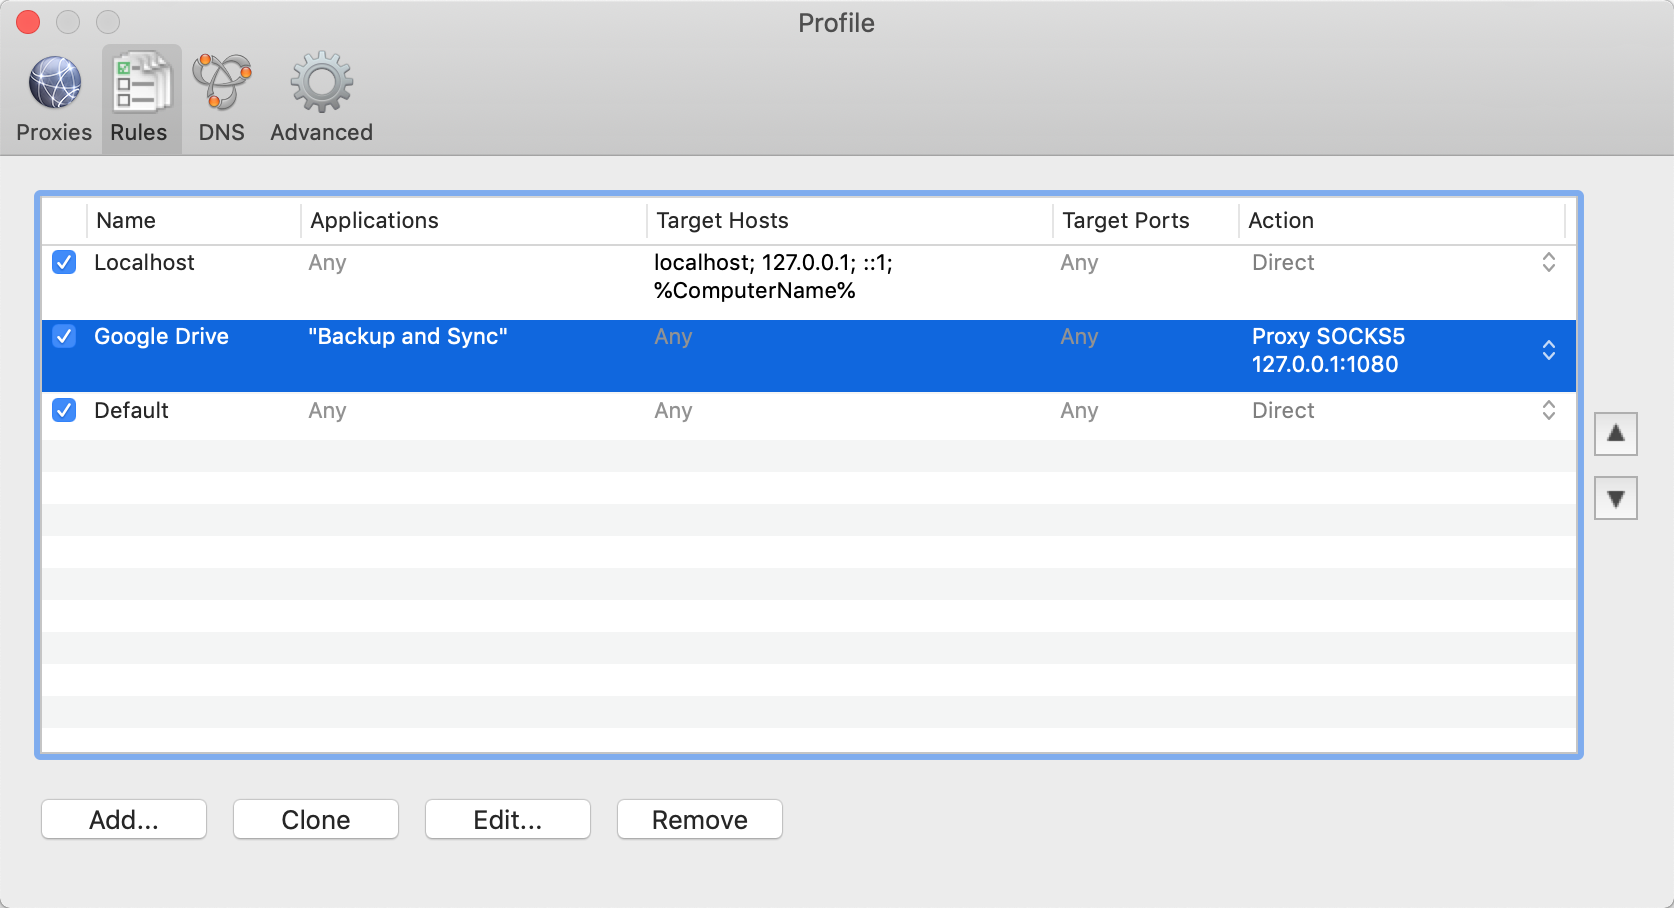 Profile
Proxies Rules DNS Advanced
Name Applications Target Hosts Target Ports Action
Localhost Any localhost; 127.0.0.1; ::1; Any Direct
%ComputerName%
Google Drive "Backup and Sync" Any Any Proxy SOCKS5
127.0.0.1:1080
Default Any Any Any Direct
Add... Clone Edit... Remove